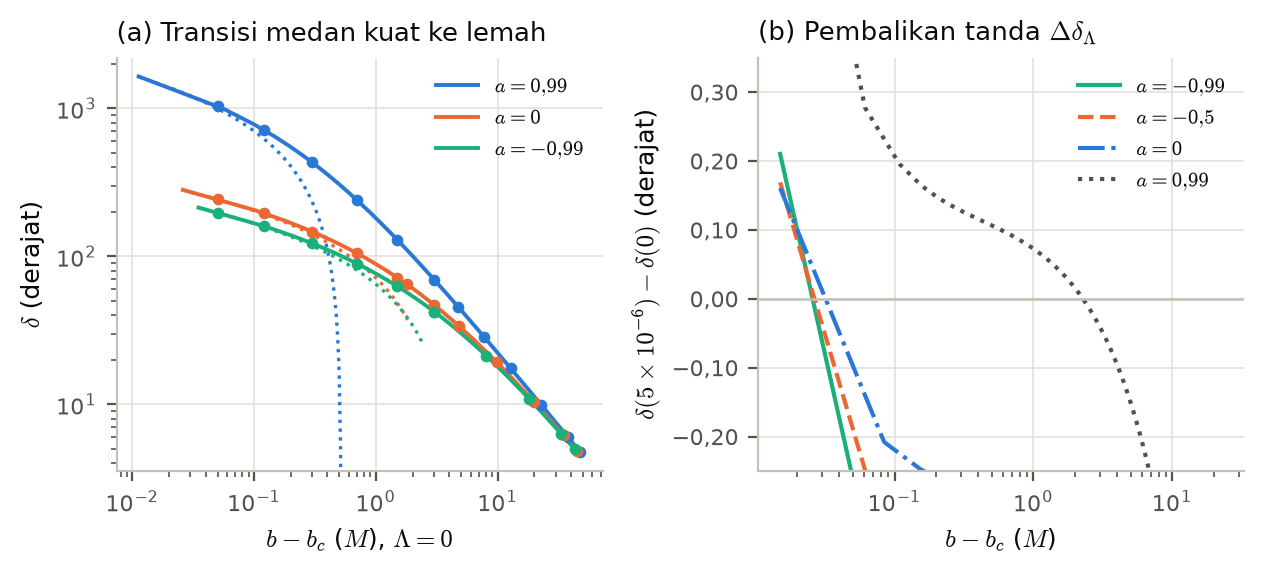 (a) Transisi medan kuat ke lemah
δ (derajat)
10³
10²
10¹
a = 0,99
a = 0
a = −0,99
10⁻² 10⁻¹ 10⁰ 10¹
b − b_c (M), Λ = 0
(b) Pembalikan tanda Δδ_Λ
δ(5 × 10⁻⁶) − δ(0) (derajat)
0,30
0,20
0,10
0,00
−0,10
−0,20
a = −0,99
a = −0,5
a = 0
a = 0,99
10⁻¹ 10⁰ 10¹
b − b_c (M)